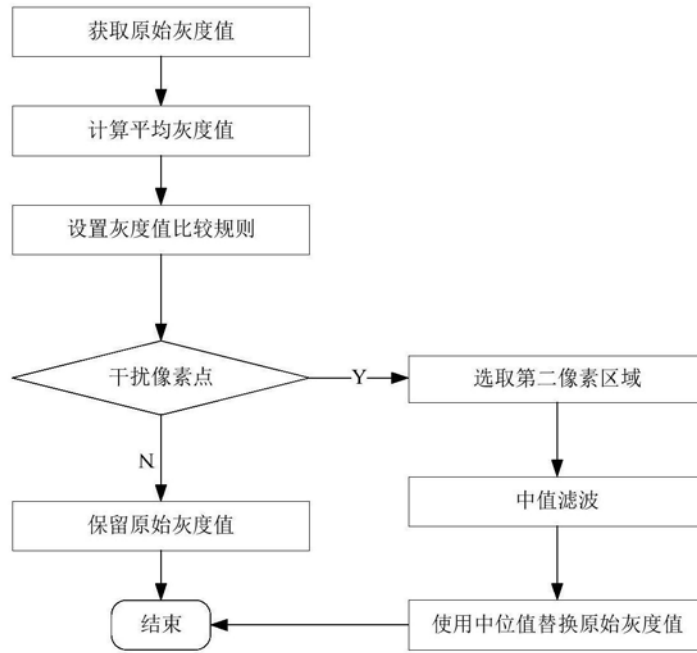 获取原始灰度值
计算平均灰度值
设置灰度值比较规则
干扰像素点
Y
选取第二像素区域
N
中值滤波
保留原始灰度值
结束
使用中位值替换原始灰度值